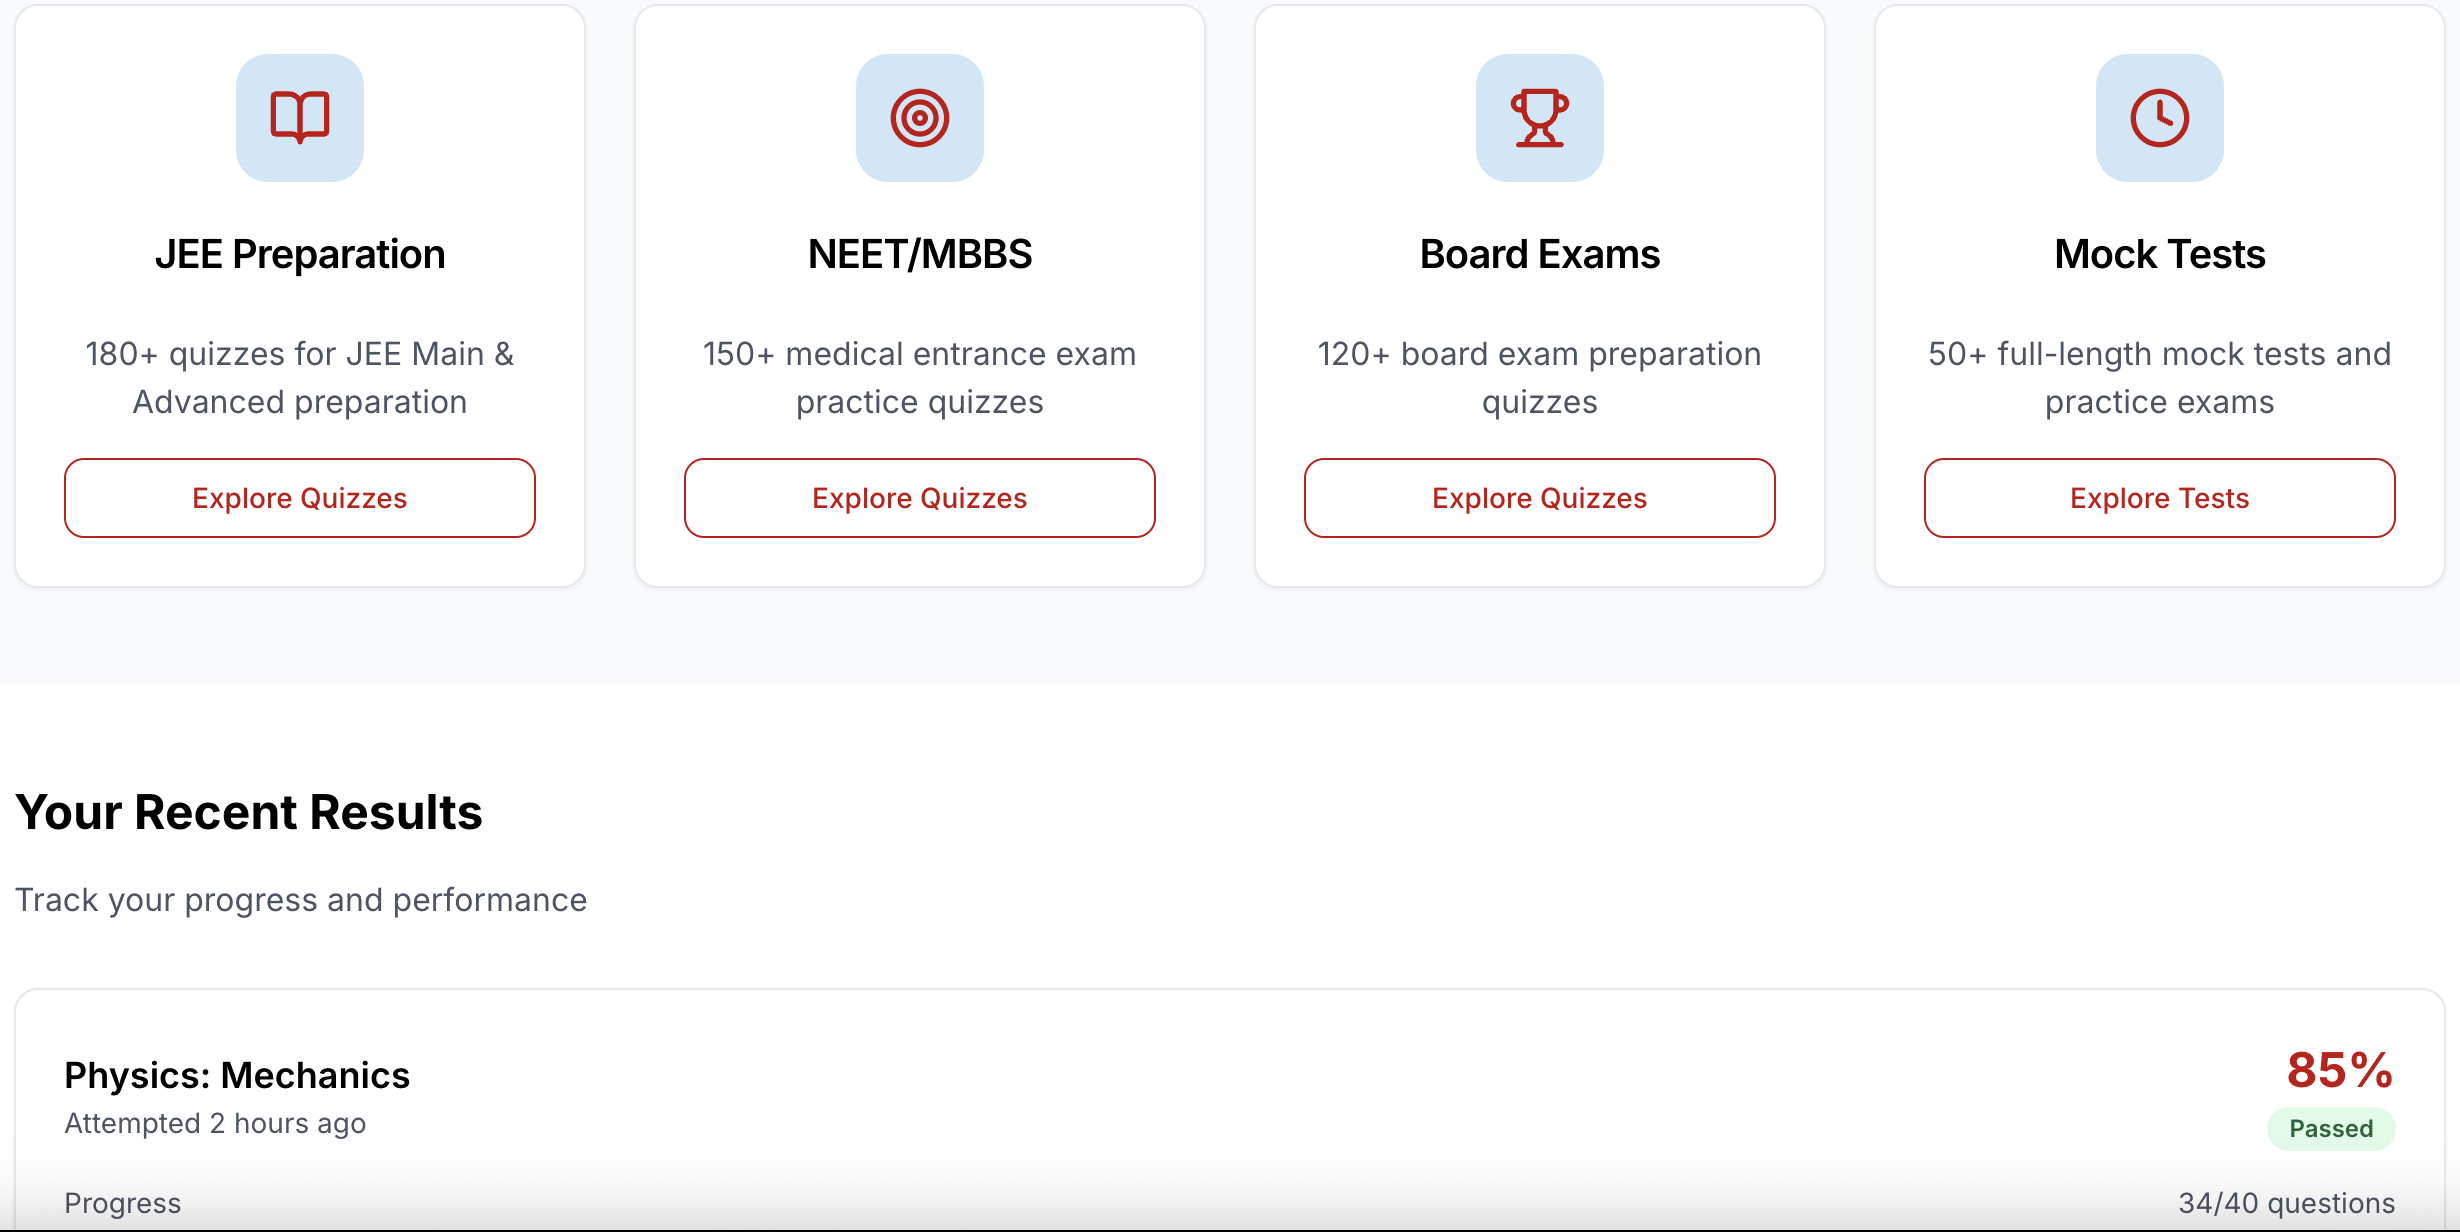 JEE Preparation
180+ quizzes for JEE Main &
Advanced preparation
Explore Quizzes
NEET/MBBS
150+ medical entrance exam
practice quizzes
Explore Quizzes
Board Exams
120+ board exam preparation
quizzes
Explore Quizzes
Mock Tests
50+ full-length mock tests and
practice exams
Explore Tests
Your Recent Results
Track your progress and performance
Physics: Mechanics
Attempted 2 hours ago
85%
Passed
Progress
34/40 questions